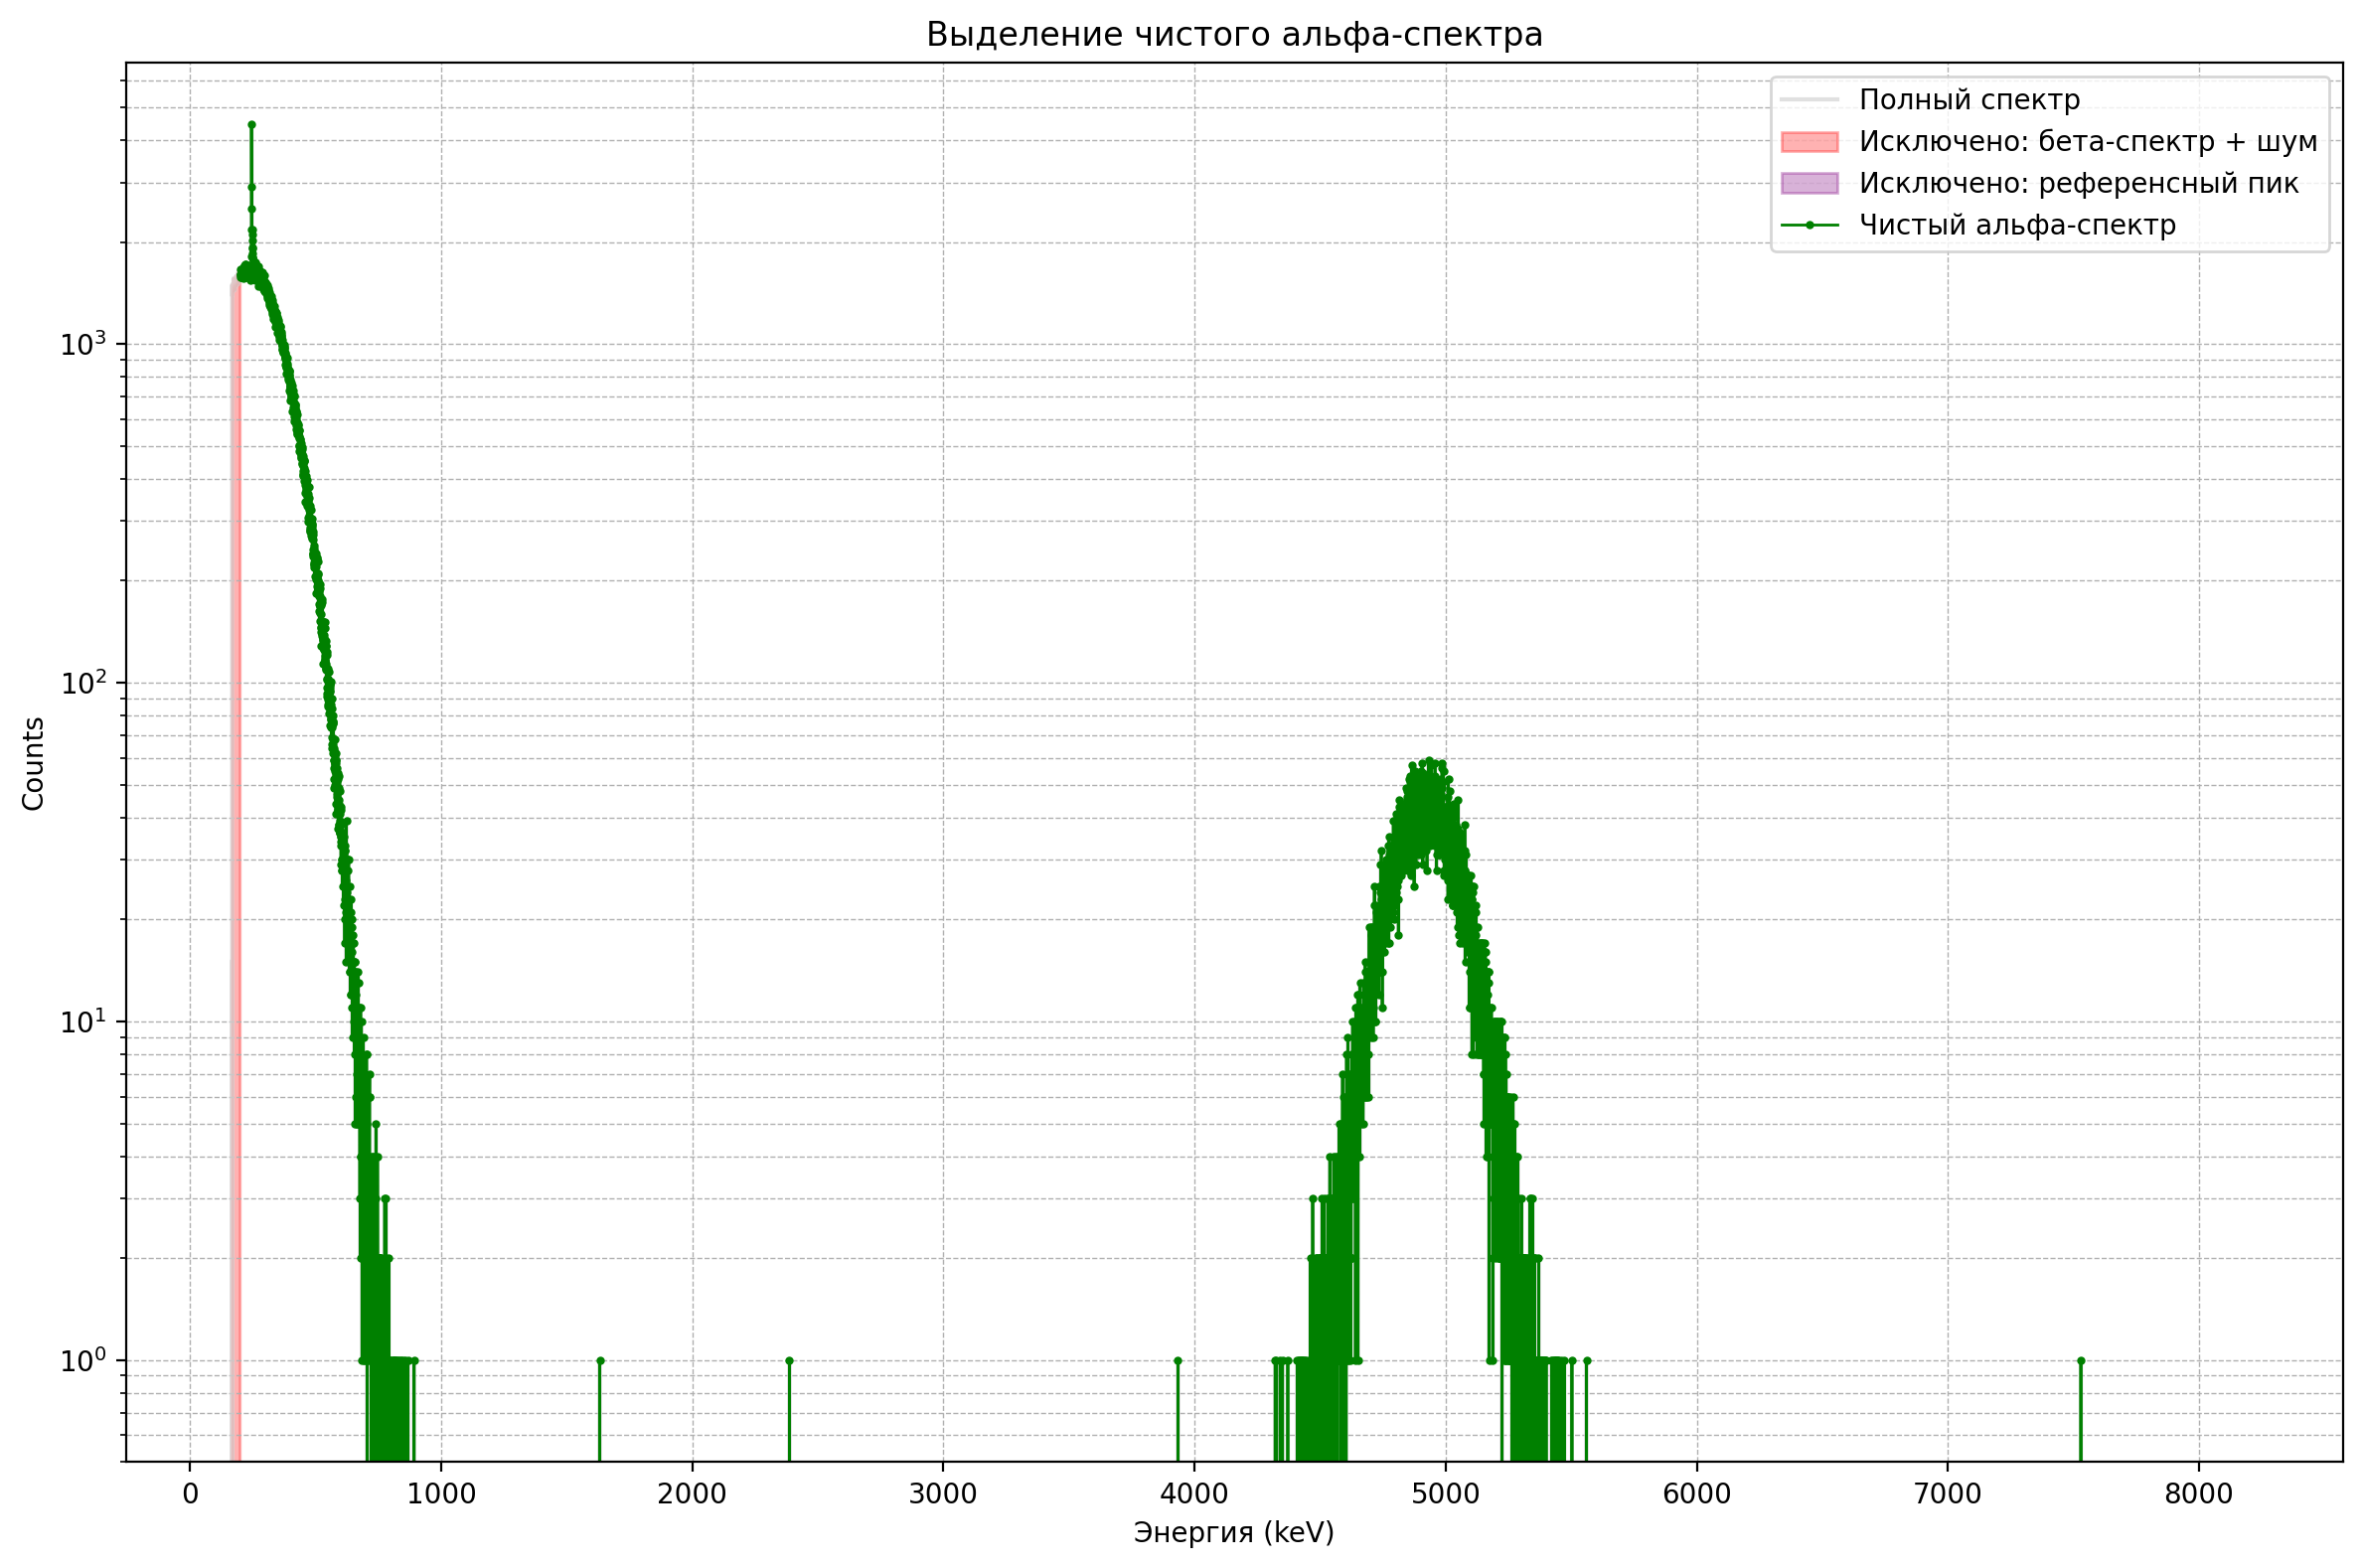 Выделение чистого альфа-спектра
Полный спектр
Исключено: бета-спектр + шум
Исключено: референсный пик
Чистый альфа-спектр
Counts
10³
10²
10¹
10⁰
0 1000 2000 3000 4000 5000 6000 7000 8000
Энергия (keV)